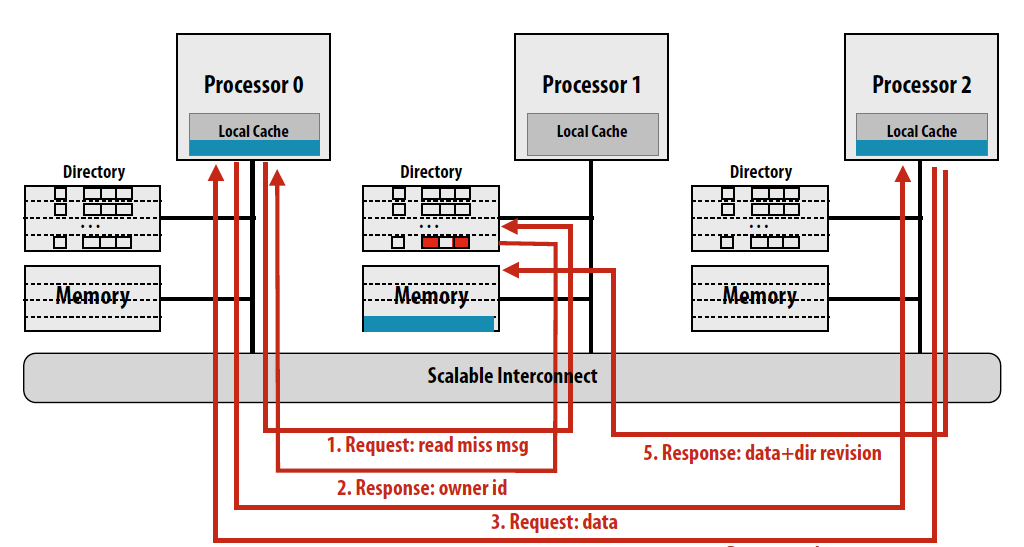 Processor 0
Local Cache
Processor 1
Local Cache
Processor 2
Local Cache
Directory
Directory
Directory
...
...
...
Memory
Memory
Memory
Scalable Interconnect
1. Request: read miss msg
5. Response: data+dir revision
2. Response: owner id
3. Request: data